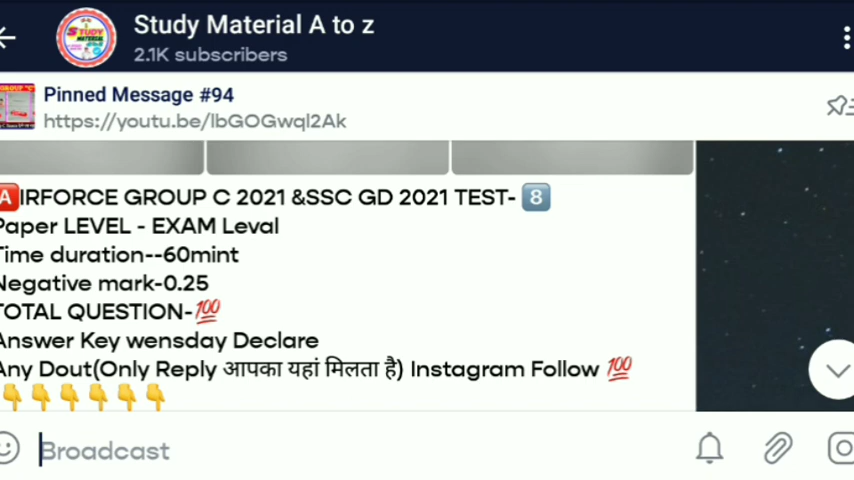 Study Material A to z
2.1K subscribers
Pinned Message #94
https://youtu.be/lbGOGwql2Ak
🅰IRFORCE GROUP C 2021 &SSC GD 2021 TEST- 8️⃣
Paper LEVEL - EXAM Leval
Time duration--60mint
Negative mark-0.25
TOTAL QUESTION-💯
Answer Key wensday Declare
Any Dout(Only Reply आपका यहां मिलता है) Instagram Follow 💯
👇👇👇👇👇👇
Broadcast